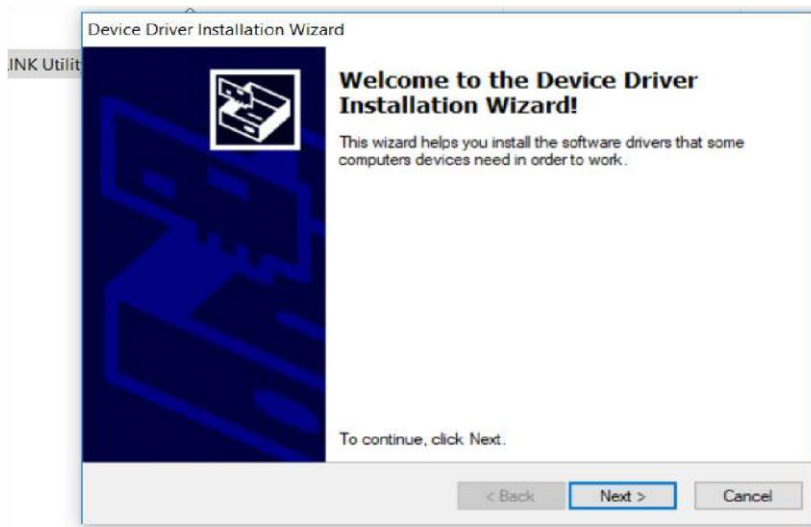 Device Driver Installation Wizard
INK Utilit
Welcome to the Device Driver
Installation Wizard!
This wizard helps you install the software drivers that some
computers devices need in order to work.
To continue, click Next.
< Back Next > Cancel